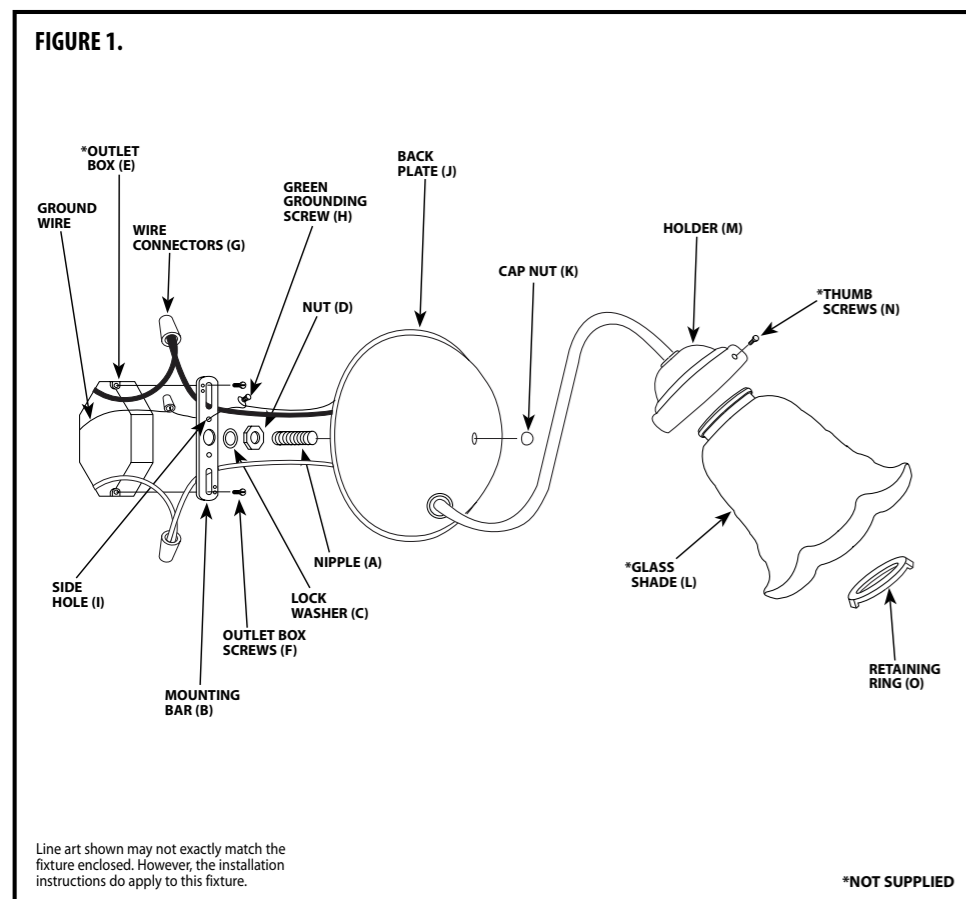 FIGURE 1.
*OUTLET
BOX (E)
GROUND
WIRE
WIRE
CONNECTORS (G)
GREEN
GROUNDING
SCREW (H)
NUT (D)
BACK
PLATE (J)
CAP NUT (K)
HOLDER (M)
*THUMB
SCREWS (N)
SIDE
HOLE (I)
MOUNTING
BAR (B)
OUTLET BOX
SCREWS (F)
LOCK
WASHER (C)
NIPPLE (A)
*GLASS
SHADE (L)
RETAINING
RING (O)
Line art shown may not exactly match the
fixture enclosed. However, the installation
instructions do apply to this fixture.
*NOT SUPPLIED